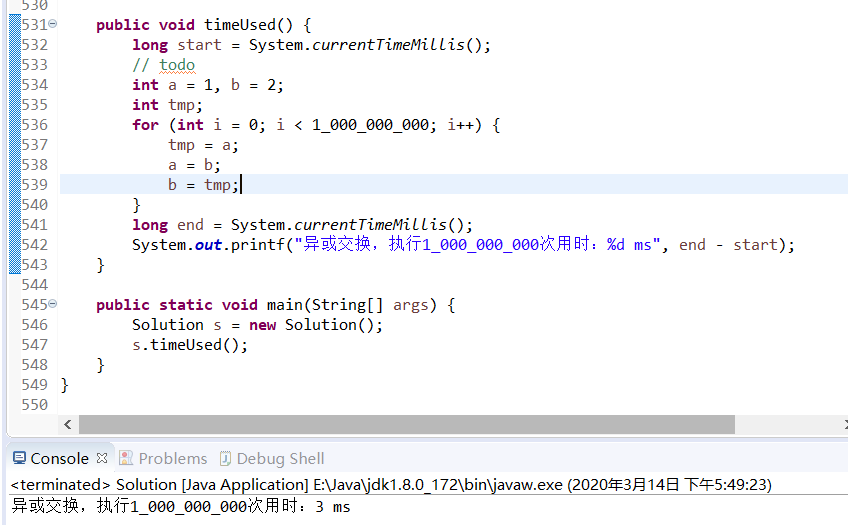 530
531 public void timeUsed() {
532 long start = System.currentTimeMillis();
533 // todo
534 int a = 1, b = 2;
535 int tmp;
536 for (int i = 0; i < 1_000_000_000; i++) {
537 tmp = a;
538 a = b;
539 b = tmp;
540 }
541 long end = System.currentTimeMillis();
542 System.out.printf("异或交换，执行1_000_000_000次用时：%d ms", end - start);
543 }
544
545 public static void main(String[] args) {
546 Solution s = new Solution();
547 s.timeUsed();
548 }
549 }
550
Console Problems Debug Shell
<terminated> Solution [Java Application] E:\Java\jdk1.8.0_172\bin\javaw.exe (2020年3月14日 下午5:49:23)
异或交换，执行1_000_000_000次用时：3 ms